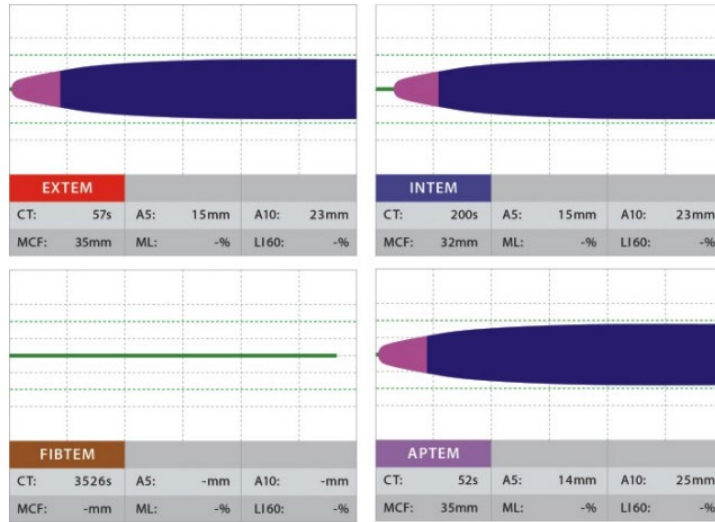 EXTEM
CT: 57s A5: 15mm A10: 23mm
MCF: 35mm ML: -% LI60: -%
INTEM
CT: 200s A5: 15mm A10: 23mm
MCF: 32mm ML: -% LI60: -%
FIBTEM
CT: 3526s A5: -mm A10: -mm
MCF: -mm ML: -% LI60: -%
APTEM
CT: 52s A5: 14mm A10: 25mm
MCF: 35mm ML: -% LI60: -%